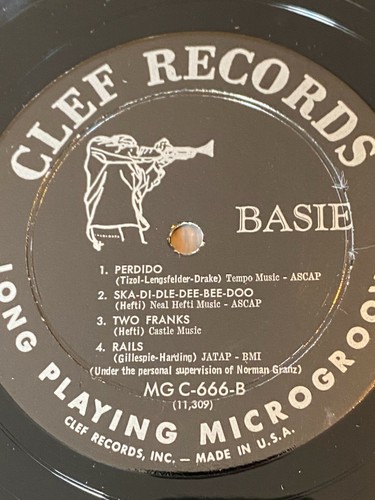 CLEF RECORDS
BASIE
1. PERDIDO
(Tizol-Lengsfelder-Drake) Tempo Music - ASCAP
2. SKA-DI-DLE-DEE-BEE-DOO
(Hefti) Neal Hefti Music - ASCAP
3. TWO FRANKS
(Hefti) Castle Music
4. RAILS
(Gillespie-Harding) JATAP - BMI
(Under the personal supervision of Norman Granz)
MG C-666-B
(11,309)
LONG PLAYING MICROGROOV
CLEF RECORDS, INC. — MADE IN U.S.A.